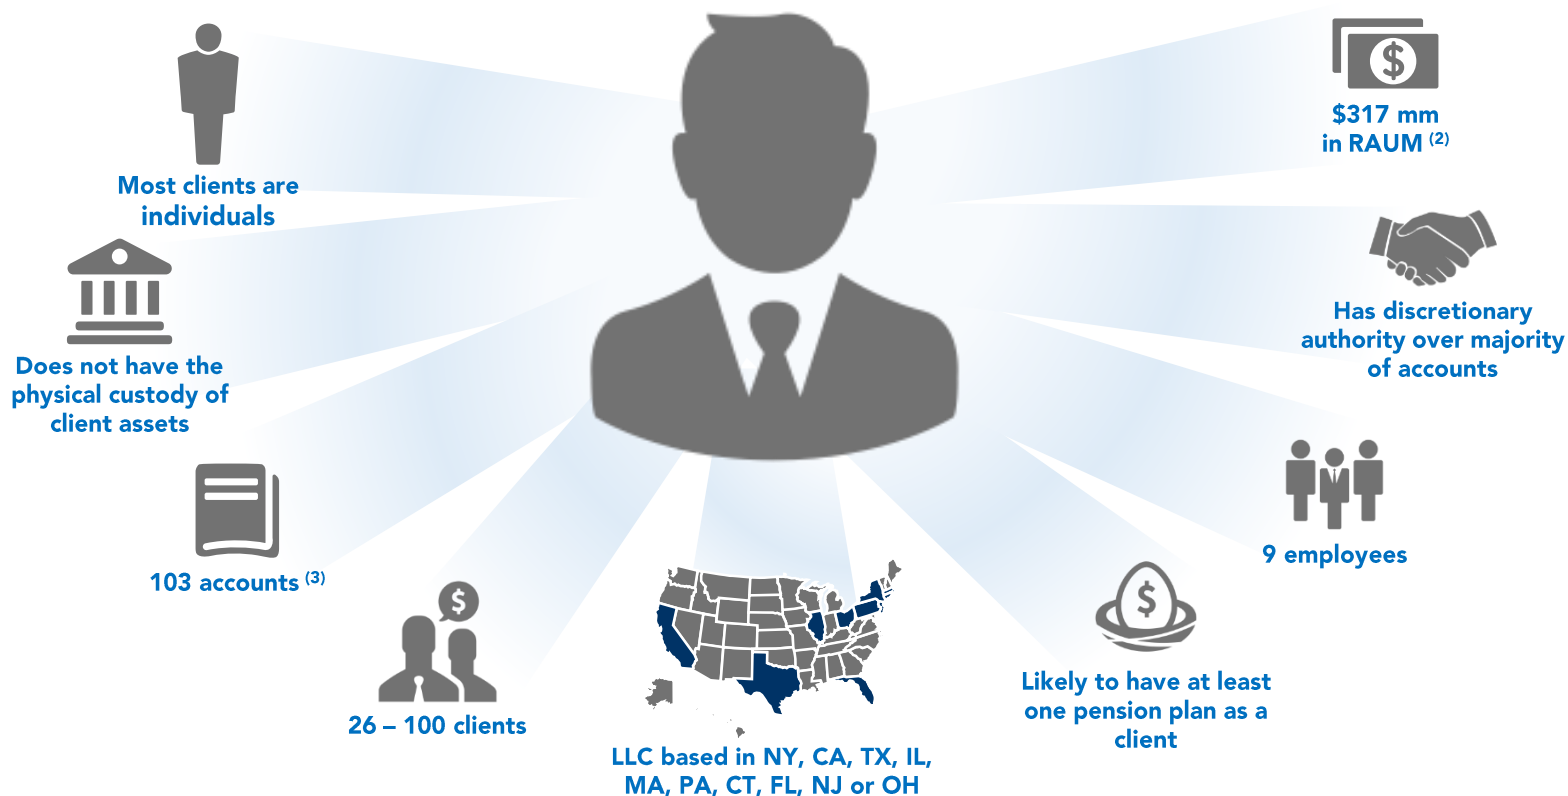 Most clients are
individuals
Does not have the
physical custody of
client assets
103 accounts (3)
$
26 – 100 clients
LLC based in NY, CA, TX, IL,
MA, PA, CT, FL, NJ or OH
$
Likely to have at least
one pension plan as a
client
9 employees
Has discretionary
authority over majority
of accounts
$
$317 mm
in RAUM (2)